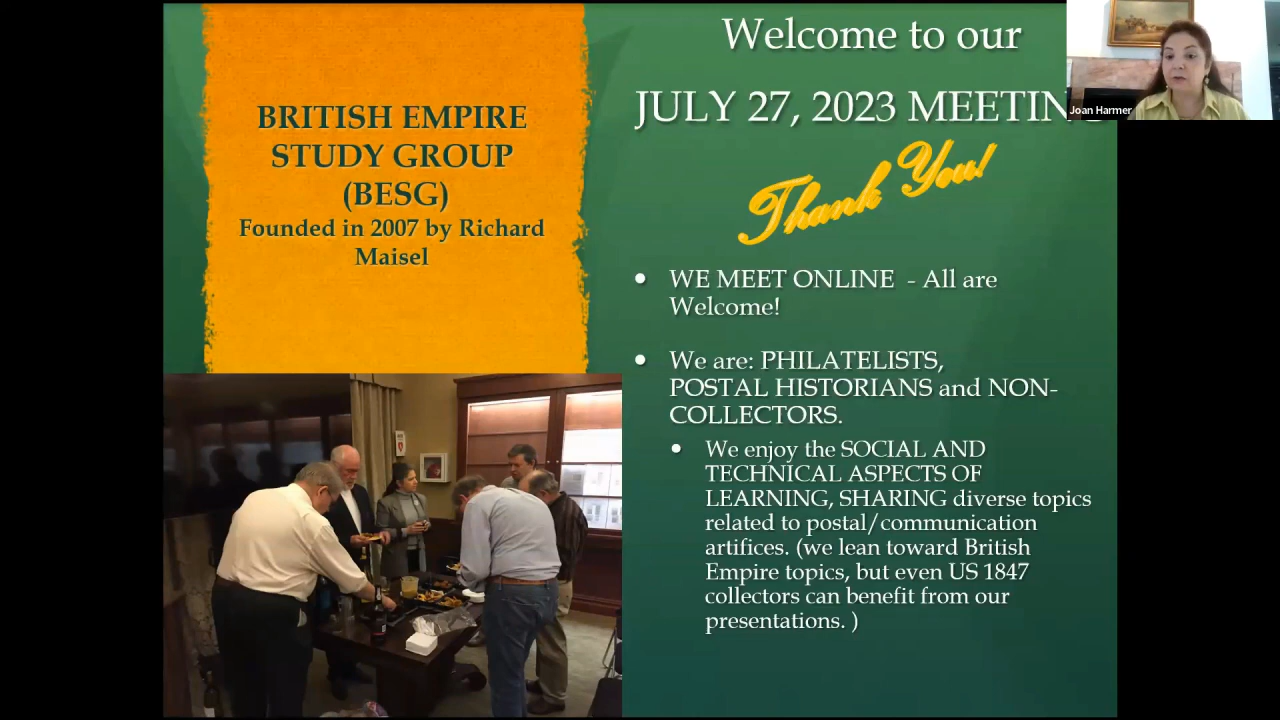 BRITISH EMPIRE
STUDY GROUP
(BESG)
Founded in 2007 by Richard
Maisel
Welcome to our
JULY 27, 2023 MEETING
Thank You!
• WE MEET ONLINE - All are
Welcome!
• We are: PHILATELISTS,
POSTAL HISTORIANS and NON-
COLLECTORS.
• We enjoy the SOCIAL AND
TECHNICAL ASPECTS OF
LEARNING, SHARING diverse topics
related to postal/communication
artifices. (we lean toward British
Empire topics, but even US 1847
collectors can benefit from our
presentations. )
Joan Harmer